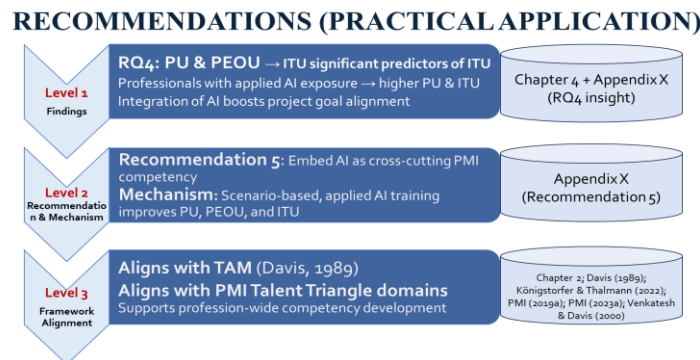 RECOMMENDATIONS (PRACTICAL APPLICATION)
Level 1
Findings
RQ4: PU & PEOU → ITU significant predictors of ITU
Professionals with applied AI exposure → higher PU & ITU
Integration of AI boosts project goal alignment
Chapter 4 + Appendix X
(RQ4 insight)
Level 2
Recommendatio
n & Mechanism
Recommendation 5: Embed AI as cross-cutting PMI
competency
Mechanism: Scenario-based, applied AI training
improves PU, PEOU, and ITU
Appendix X
(Recommendation 5)
Level 3
Framework
Alignment
Aligns with TAM (Davis, 1989)
Aligns with PMI Talent Triangle domains
Supports profession-wide competency development
Chapter 2; Davis (1989);
Königstorfer & Thalmann (2022);
PMI (2019a); PMI (2023a); Venkatesh
& Davis (2000)